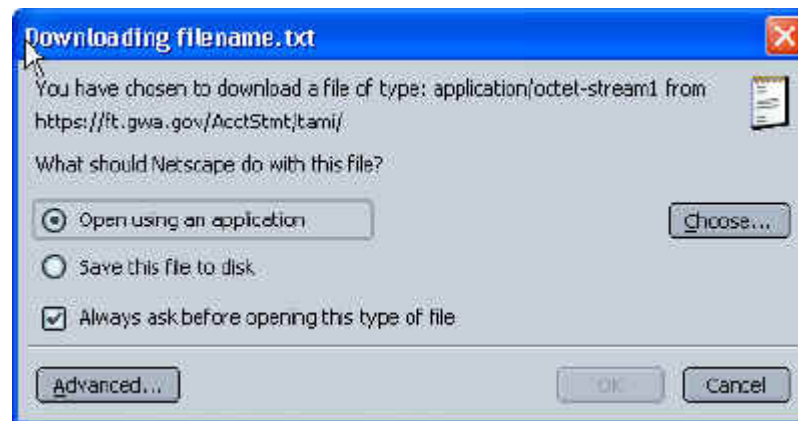 Downloading filename.txt
You have chosen to download a file of type: application/octet-stream1 from
https://ft.gwa.gov/AcctStmt/tami/
What should Netscape do with this file?
Open using an application
Choose...
Save this file to disk
Always ask before opening this type of file
Advanced...
OK
Cancel